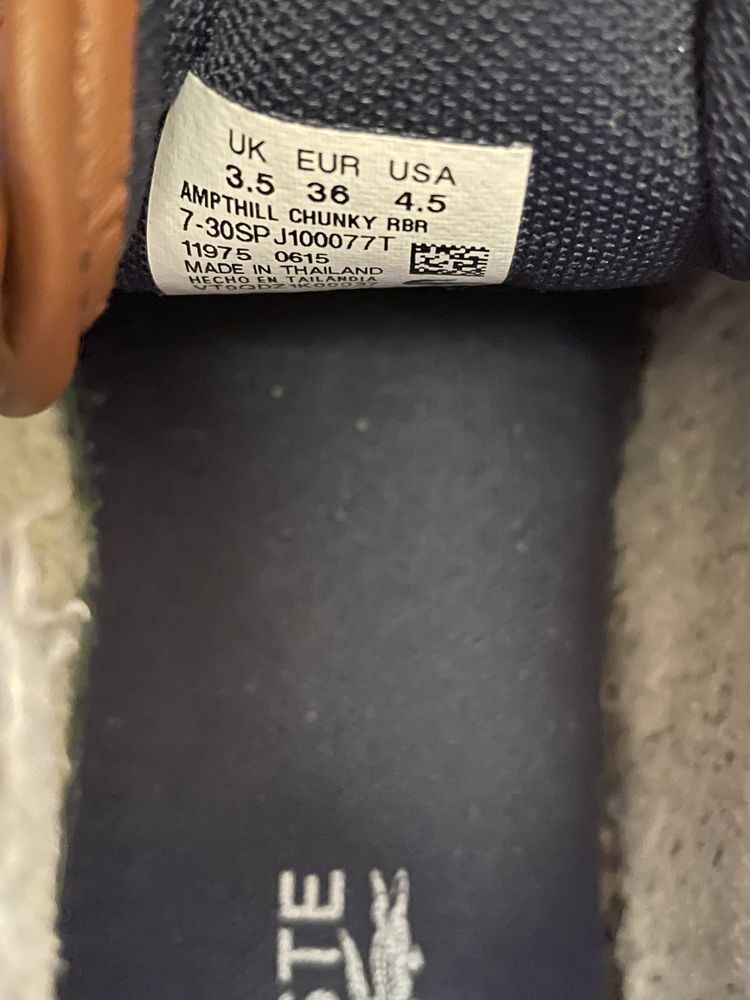 UK EUR USA
3.5 36 4.5
AMPTHILL CHUNKY RBR
7-30SPJ100077T
11975 0615
MADE IN THAILAND
HECHO EN TAILANDIA
STE